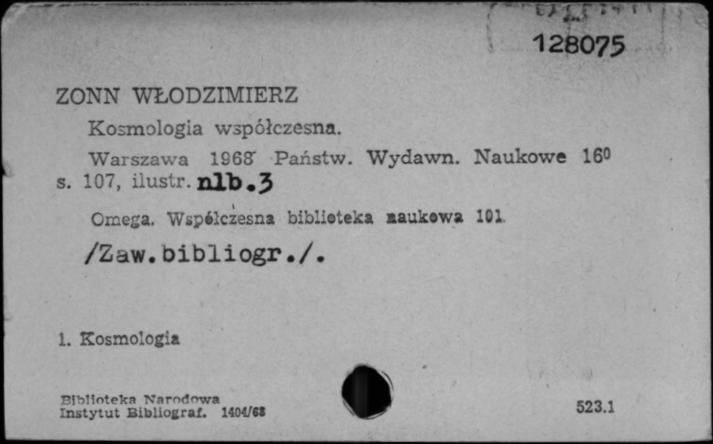 128075
ZONN WŁODZIMIERZ
Kosmologia współczesna.
Warszawa 1968 Państw. Wydawn. Naukowe 16⁰
s. 107, ilustr. nlb.3
Omega. Współczesna biblioteka naukowa 101.
/Zaw.bibliogr./.
1. Kosmologia
Biblioteka Narodowa
Instytut Bibliograf. 1404/68
523.1